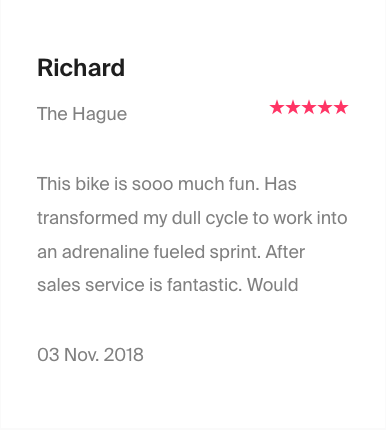 Richard
The Hague
★★★★★
This bike is sooo much fun. Has
transformed my dull cycle to work into
an adrenaline fueled sprint. After
sales service is fantastic. Would
03 Nov. 2018